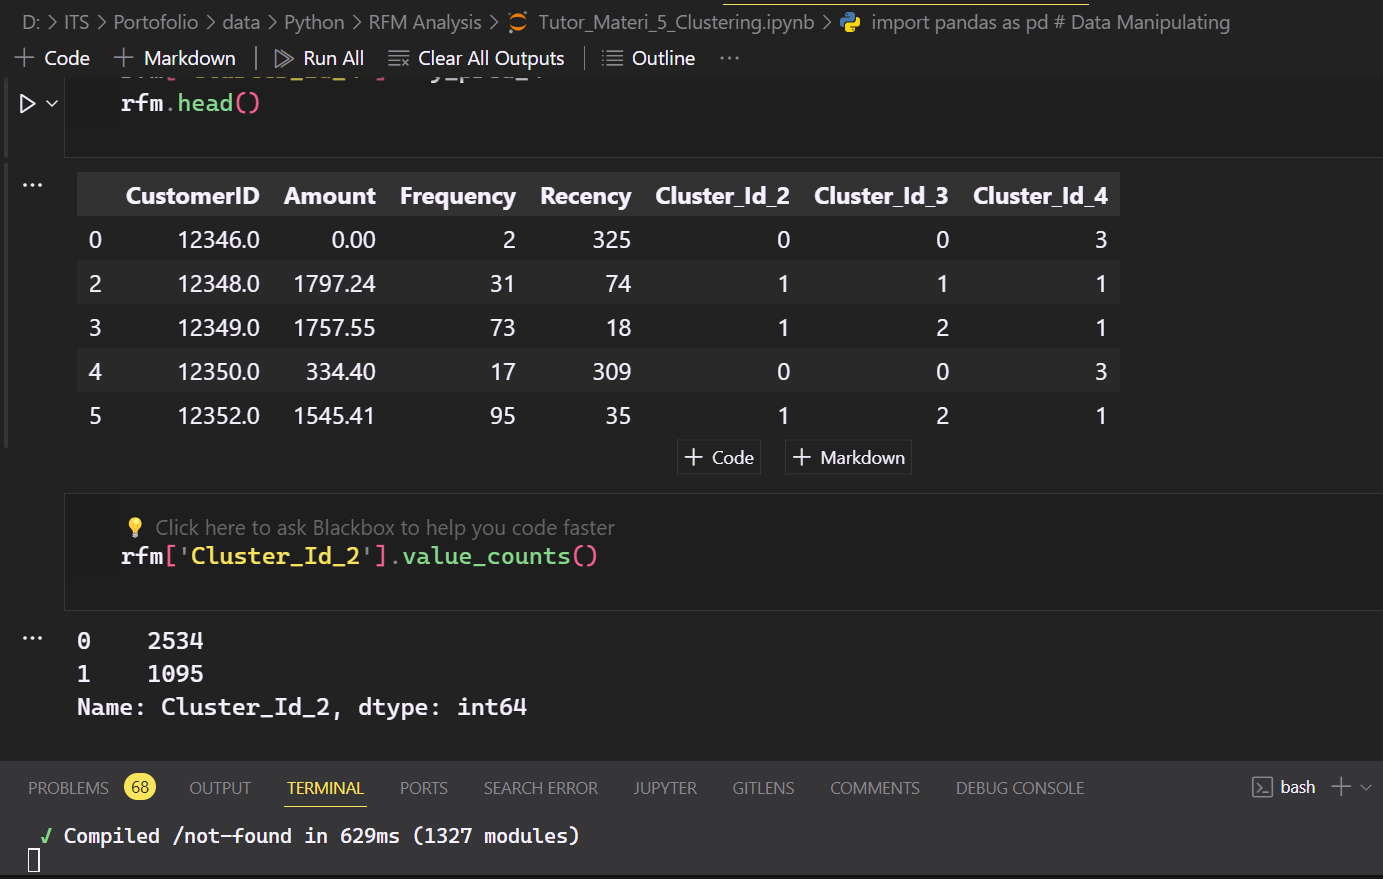 D: > ITS > Portofolio > data > Python > RFM Analysis > Tutor_Materi_5_Clustering.ipynb > import pandas as pd # Data Manipulating
+ Code + Markdown | Run All Clear All Outputs | Outline ...
rfm.head()
CustomerID Amount Frequency Recency Cluster_Id_2 Cluster_Id_3 Cluster_Id_4
0 12346.0 0.00 2 325 0 0 3
2 12348.0 1797.24 31 74 1 1 1
3 12349.0 1757.55 73 18 1 2 1
4 12350.0 334.40 17 309 0 0 3
5 12352.0 1545.41 95 35 1 2 1
+ Code + Markdown
Click here to ask Blackbox to help you code faster
rfm['Cluster_Id_2'].value_counts()
0 2534
1 1095
Name: Cluster_Id_2, dtype: int64
PROBLEMS 68 OUTPUT TERMINAL PORTS SEARCH ERROR JUPYTER GITLENS COMMENTS DEBUG CONSOLE bash
✓ Compiled /not-found in 629ms (1327 modules)